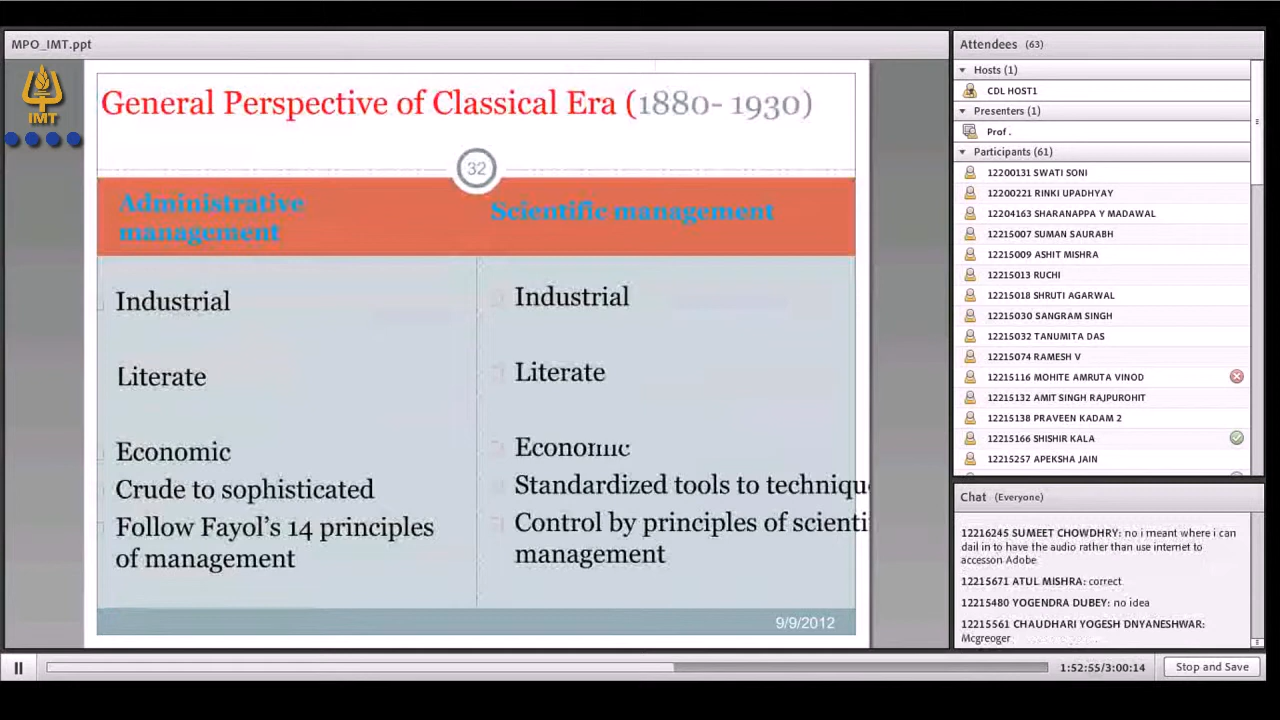 MPO_IMT.ppt
IMT
General Perspective of Classical Era (1880- 1930)
32
Administrative
management
Scientific management
Industrial
Literate
Economic
Crude to sophisticated
Follow Fayol's 14 principles
of management
Industrial
Literate
Economic
Standardized tools to techniqu
Control by principles of scienti
management
9/9/2012
Attendees (63)
Hosts (1)
CDL HOST1
Presenters (1)
Prof .
Participants (61)
12200131 SWATI SONI
12200221 RINKI UPADHYAY
12204163 SHARANAPPA Y MADAWAL
12215007 SUMAN SAURABH
12215009 ASHIT MISHRA
12215013 RUCHI
12215018 SHRUTI AGARWAL
12215030 SANGRAM SINGH
12215032 TANUMITA DAS
12215074 RAMESH V
12215116 MOHITE AMRUTA VINOD
12215132 AMIT SINGH RAJPUROHIT
12215138 PRAVEEN KADAM 2
12215166 SHISHIR KALA
12215257 APEKSHA JAIN
Chat (Everyone)
12216245 SUMEET CHOWDHRY: no i meant where i can
dail in to have the audio rather than use internet to
accesson Adobe
12215671 ATUL MISHRA: correct
12215480 YOGENDRA DUBEY: no idea
12215561 CHAUDHARI YOGESH DNYANESHWAR:
Mcgreoger
1:52:55/3:00:14
Stop and Save